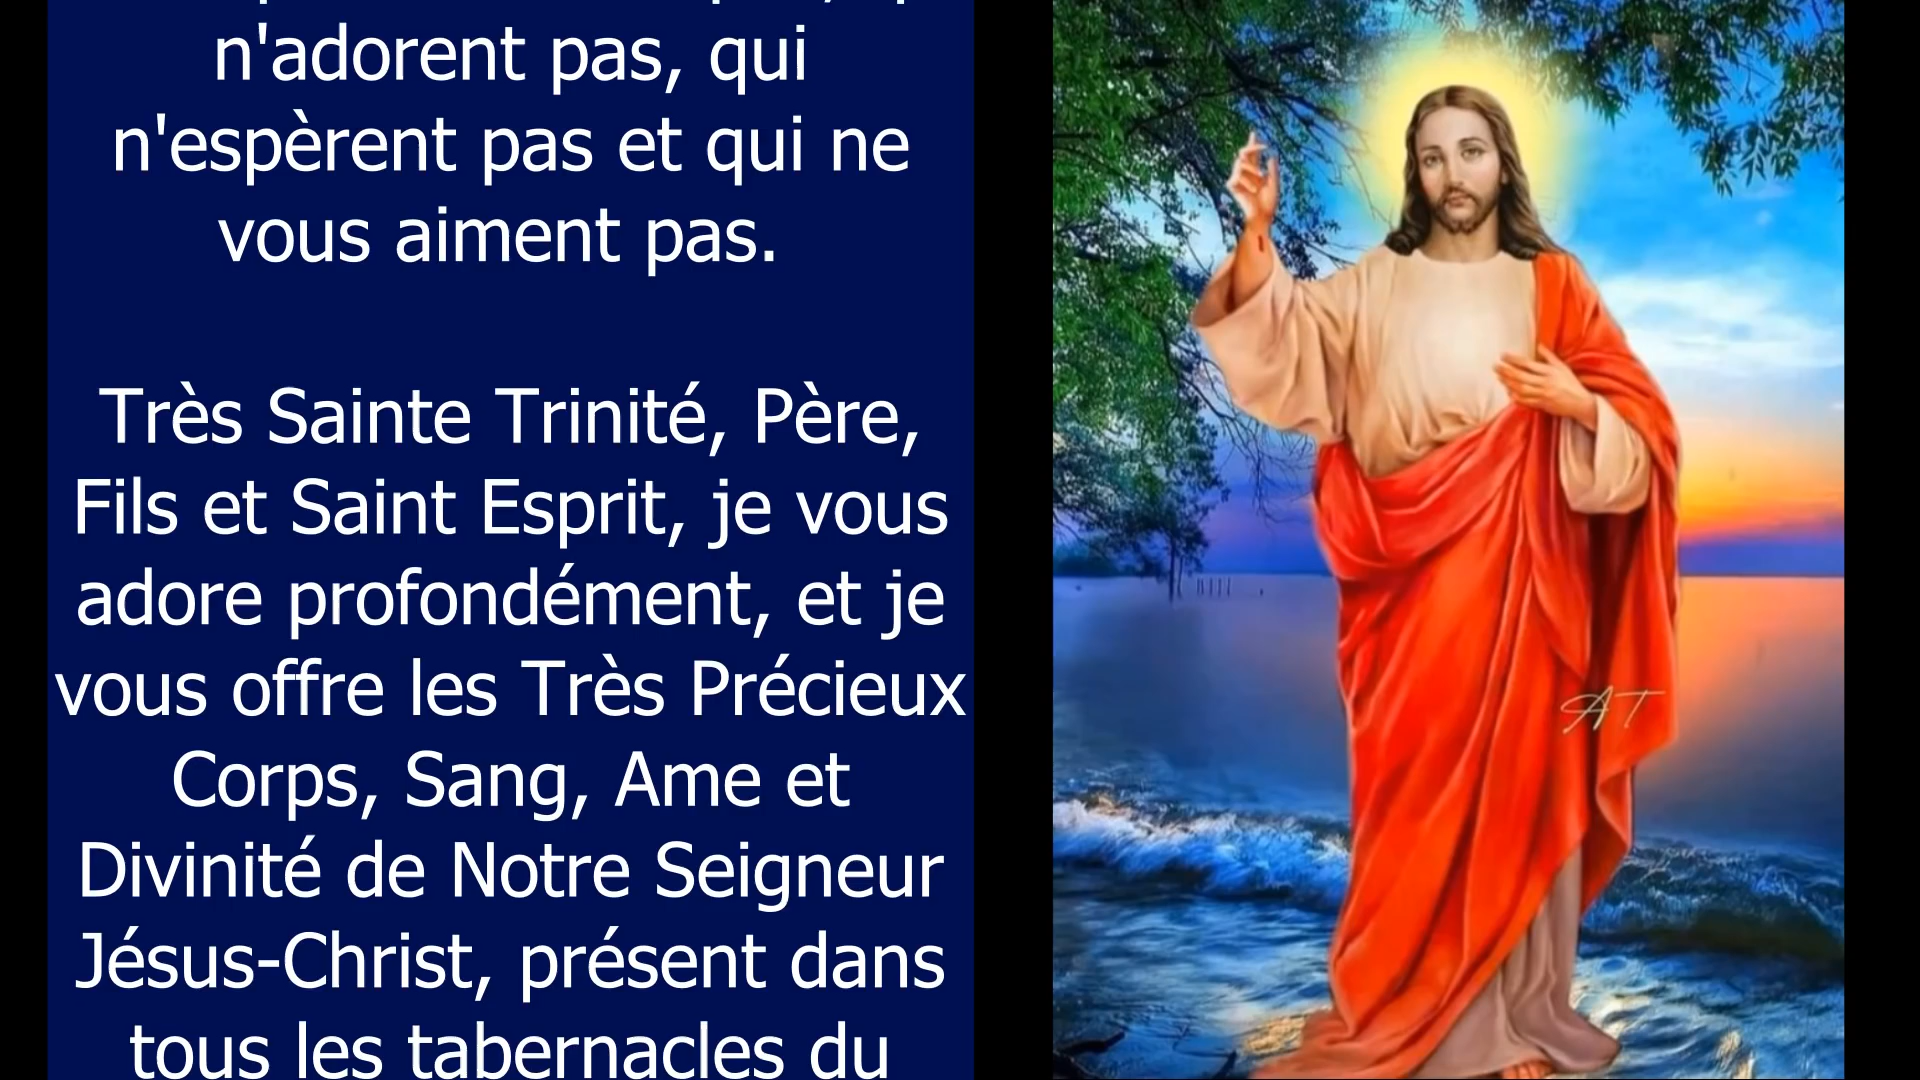 n'adorent pas, qui
n'espèrent pas et qui ne
vous aiment pas.
Très Sainte Trinité, Père,
Fils et Saint Esprit, je vous
adore profondément, et je
vous offre les Très Précieux
Corps, Sang, Ame et
Divinité de Notre Seigneur
Jésus-Christ, présent dans
tous les tabernacles du
AT